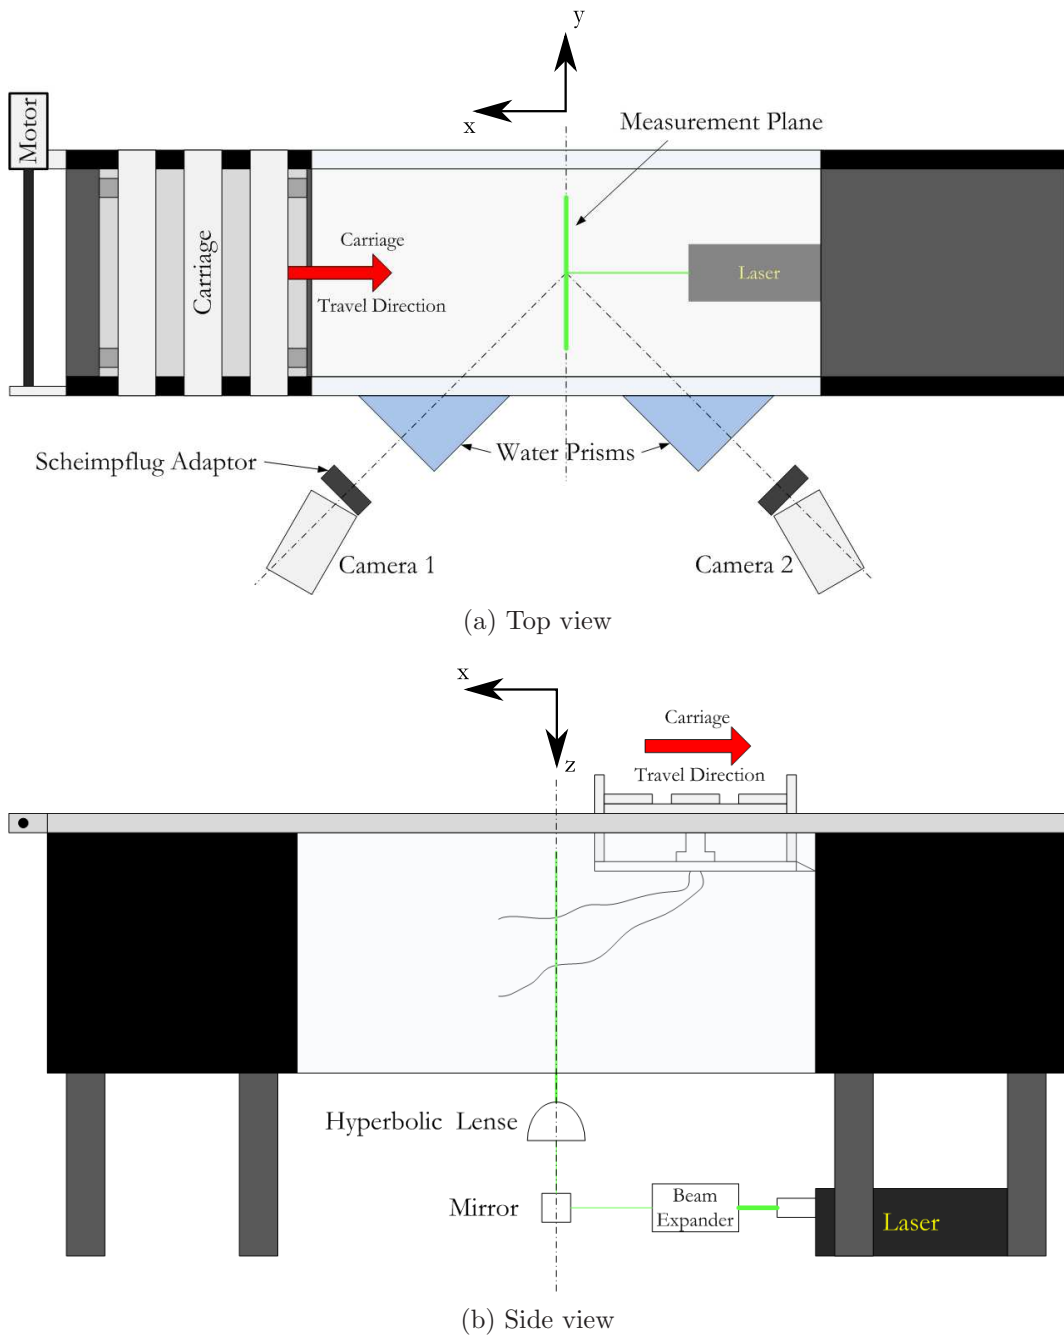 y
x
Measurement Plane
Motor
Carriage
Carriage
Travel Direction
Laser
Scheimpflug Adaptor
Water Prisms
Camera 1
Camera 2
(a) Top view
x
z
Carriage
Travel Direction
Hyperbolic Lense
Mirror
Beam
Expander
Laser
(b) Side view